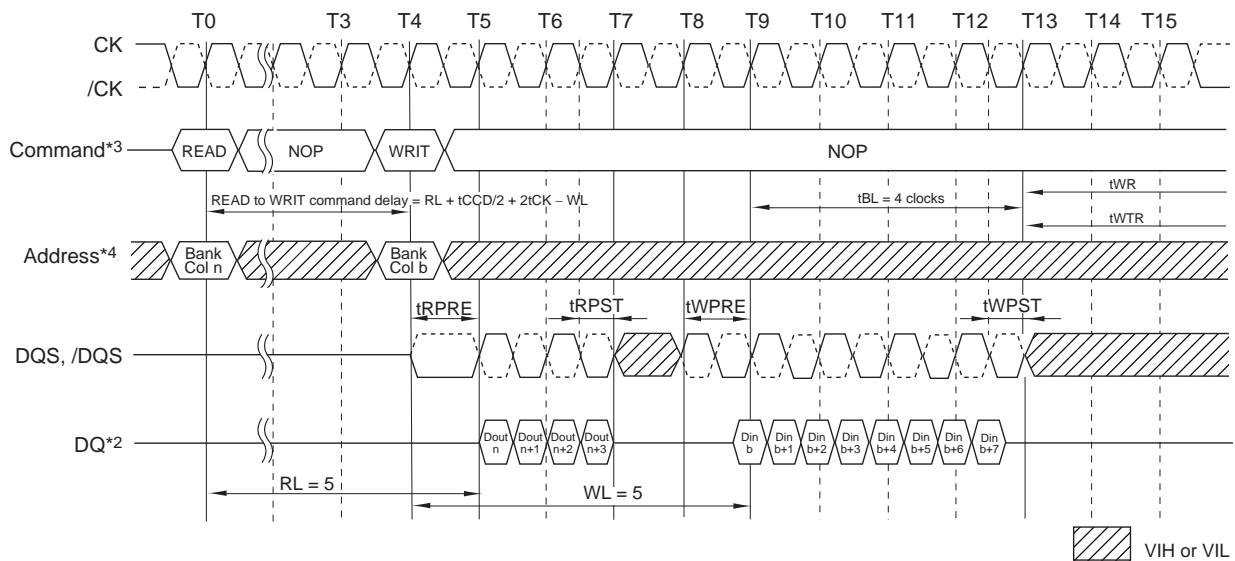 T0 T3 T4 T5 T6 T7 T8 T9 T10 T11 T12 T13 T14 T15
CK
/CK
Command*3 READ NOP WRIT NOP
READ to WRIT command delay = RL + tCCD/2 + 2tCK – WL
tBL = 4 clocks
tWR
tWTR
Address*4
Bank
Col n
Bank
Col b
tRPRE tRPST tWPRE tWPST
DQS, /DQS
DQ*2
Dout
n
Dout
n+1
Dout
n+2
Dout
n+3
Din
b
Din
b+1
Din
b+2
Din
b+3
Din
b+4
Din
b+5
Din
b+6
Din
b+7
RL = 5
WL = 5
VIH or VIL